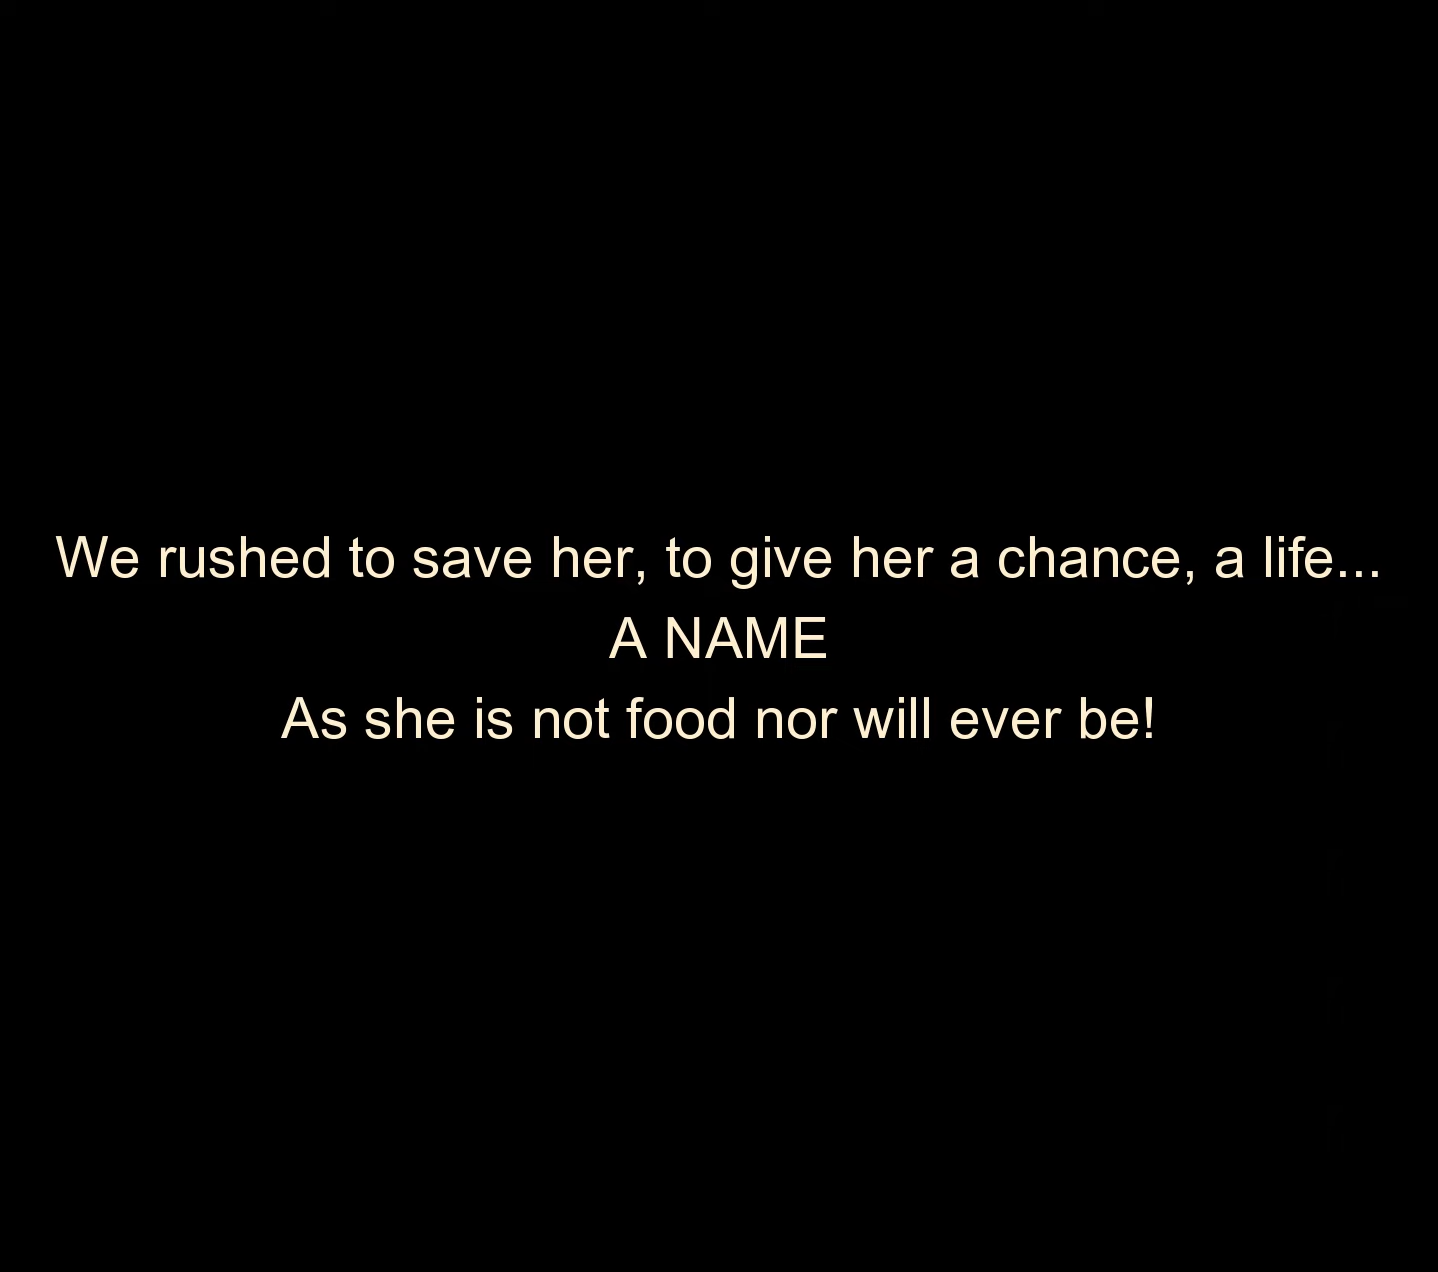 We rushed to save her, to give her a chance, a life...
A NAME
As she is not food nor will ever be!